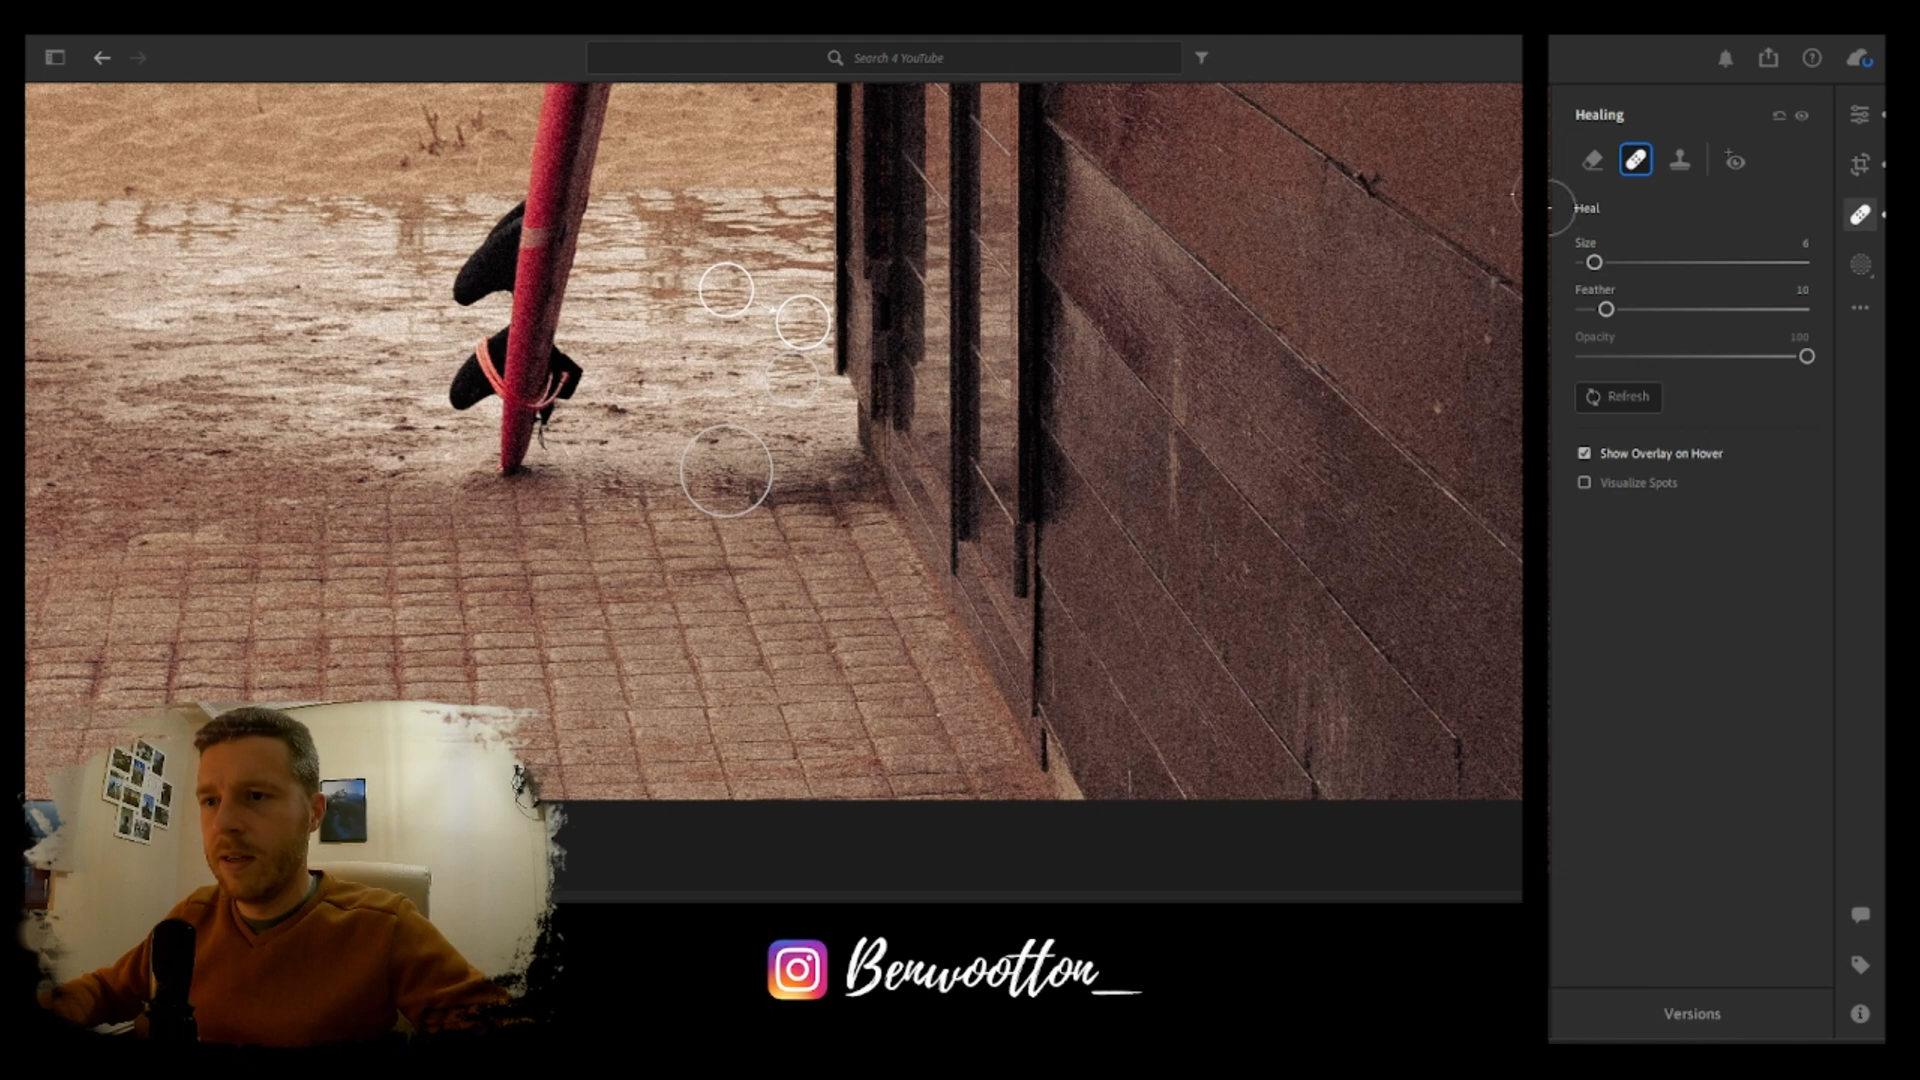 Search 4 YouTube
Healing
Heal
Size 6
Feather 10
Opacity 100
Refresh
Show Overlay on Hover
Visualize Spots
Versions
Benwootton_